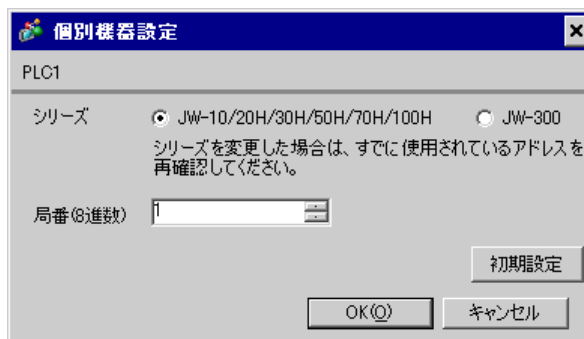 個別機器設定
PLC1
シリーズ JW-10/20H/30H/50H/70H/100H JW-300
シリーズを変更した場合は、すでに使用されているアドレスを
再確認してください。
局番(8進数) 1
初期設定
OK(O) キャンセル